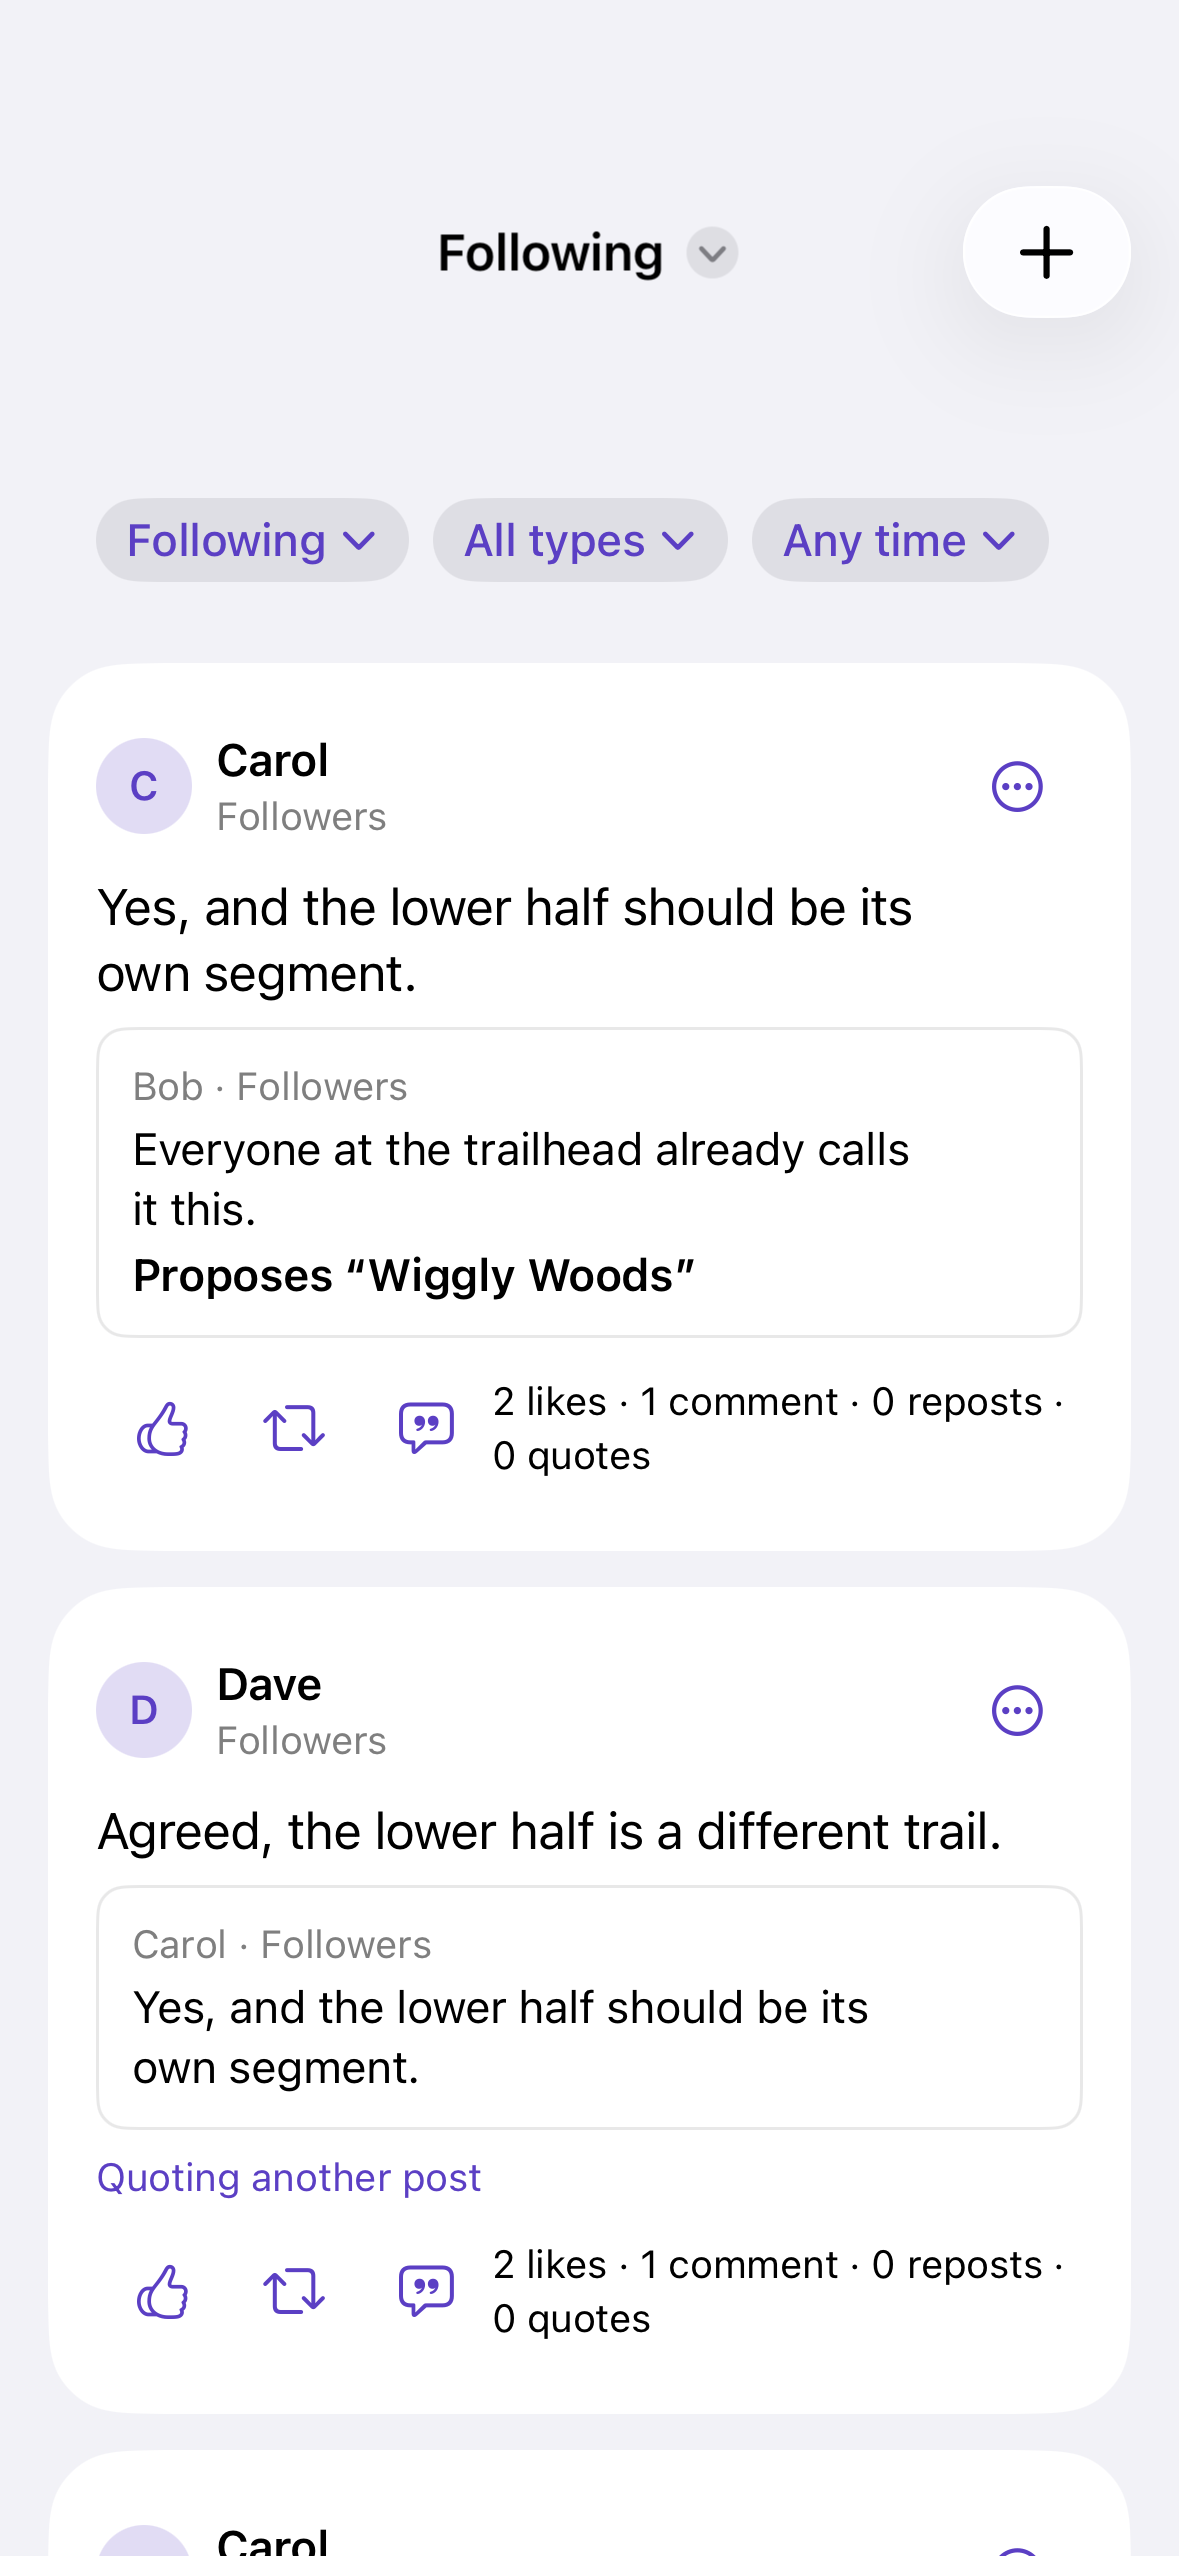 Following
Following
All types
Any time
C
Carol
Followers
Yes, and the lower half should be its
own segment.
Bob · Followers
Everyone at the trailhead already calls
it this.
Proposes “Wiggly Woods”
2 likes · 1 comment · 0 reposts ·
0 quotes
D
Dave
Followers
Agreed, the lower half is a different trail.
Carol · Followers
Yes, and the lower half should be its
own segment.
Quoting another post
2 likes · 1 comment · 0 reposts ·
0 quotes
Carol